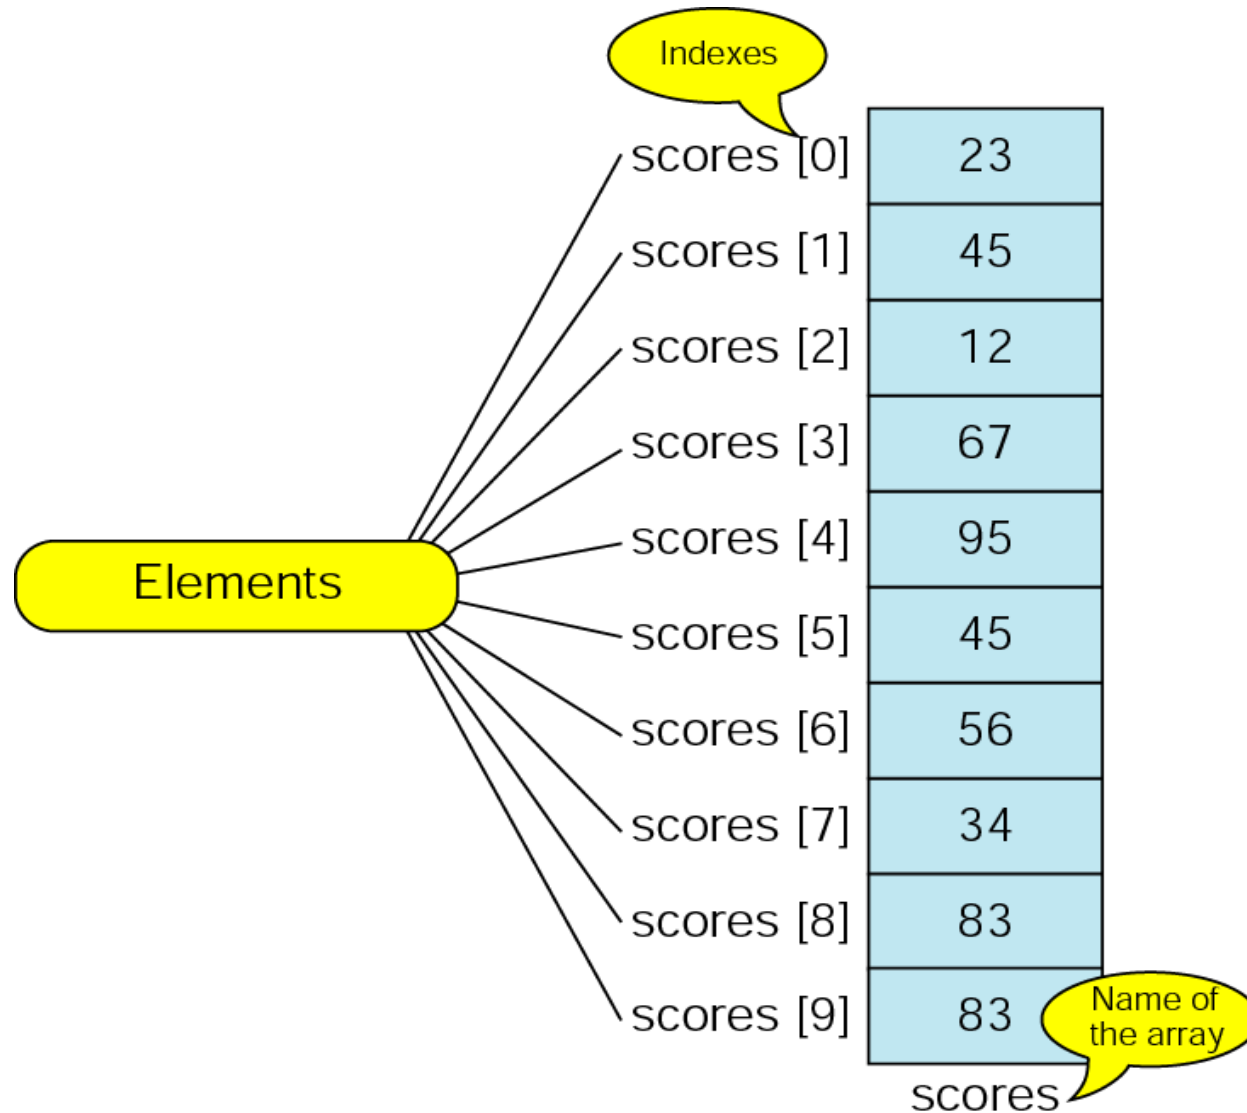 Indexes
scores [0] 23
scores [1] 45
scores [2] 12
scores [3] 67
scores [4] 95
Elements
scores [5] 45
scores [6] 56
scores [7] 34
scores [8] 83
scores [9] 83
Name of
the array
scores